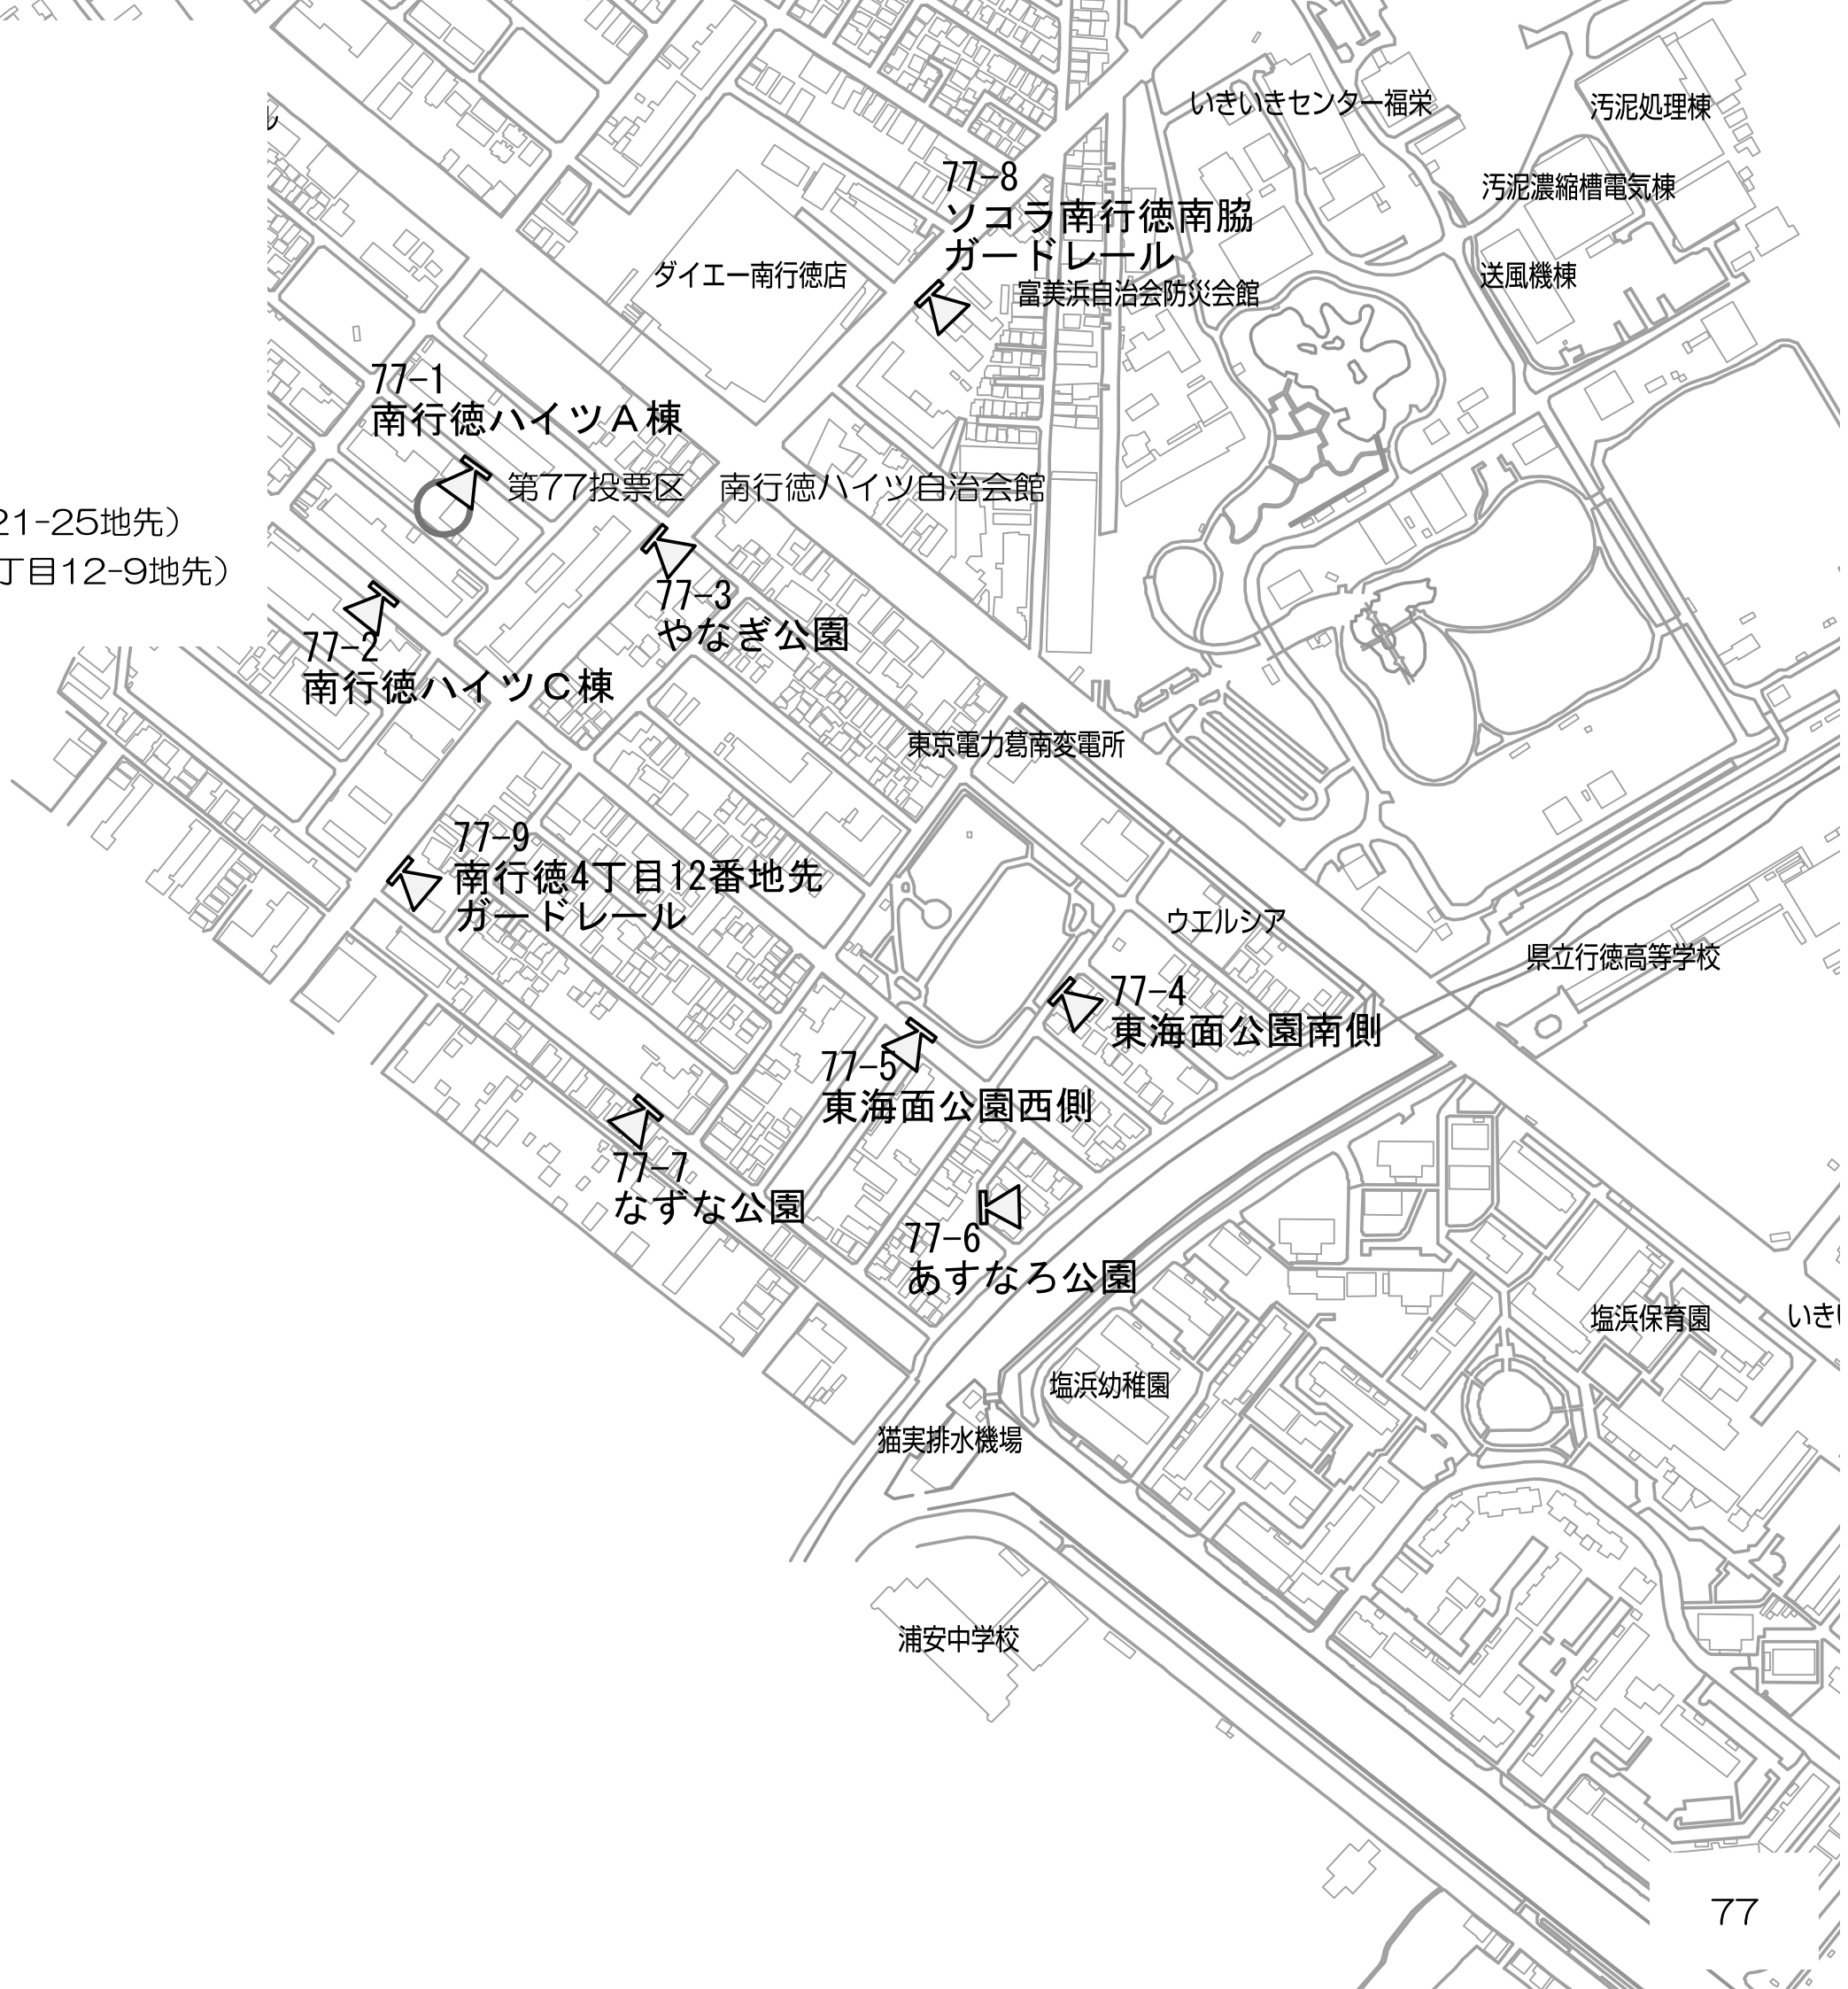 いきいきセンター福栄
汚泥処理棟
ル
77-8
ソコラ南行徳南脇
ガードレール
汚泥濃縮槽電気棟
ダイエー南行徳店
送風機棟
富美浜自治会防災会館
77-1
南行徳ハイツA棟
第77投票区　南行徳ハイツ自治会館
21-25地先）
丁目12-9地先）
77-3
やなぎ公園
77-2
南行徳ハイツC棟
東京電力葛南変電所
77-9
南行徳4丁目12番地先
ガードレール
ウエルシア
県立行徳高等学校
77-4
東海面公園南側
77-5
東海面公園西側
77-7
なずな公園
77-6
あすなろ公園
塩浜保育園
いきい
塩浜幼稚園
猫実排水機場
浦安中学校
77